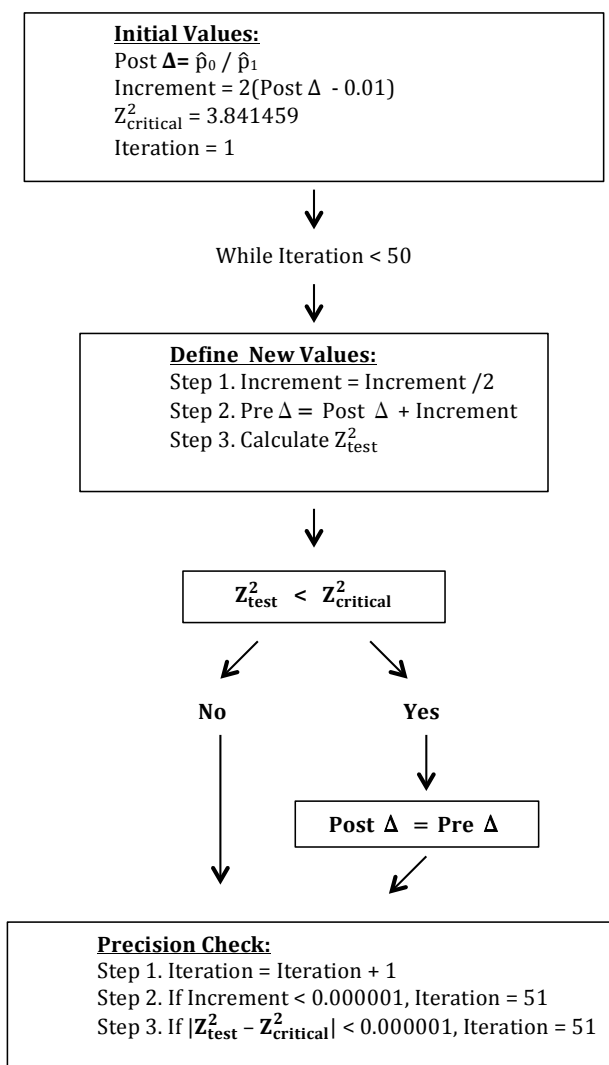 Initial Values:
Post Δ= p̂₀ / p̂₁
Increment = 2(Post Δ - 0.01)
Z²critical = 3.841459
Iteration = 1
While Iteration < 50
Define New Values:
Step 1. Increment = Increment /2
Step 2. Pre Δ = Post Δ + Increment
Step 3. Calculate Z²test
Z²test < Z²critical
No
Yes
Post Δ = Pre Δ
Precision Check:
Step 1. Iteration = Iteration + 1
Step 2. If Increment < 0.000001, Iteration = 51
Step 3. If |Z²test – Z²critical| < 0.000001, Iteration = 51